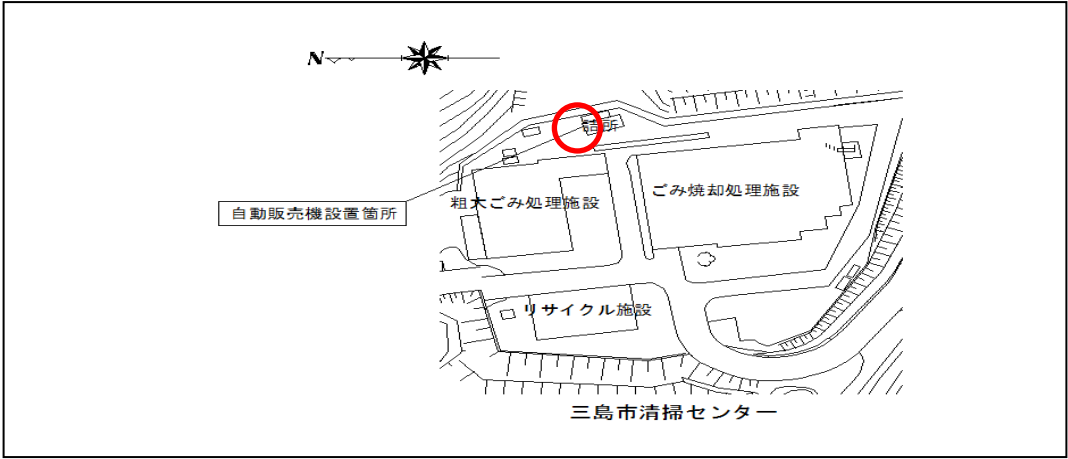 N
詰所
ごみ焼却処理施設
粗大ごみ処理施設
自動販売機設置箇所
リサイクル施設
三島市清掃センター